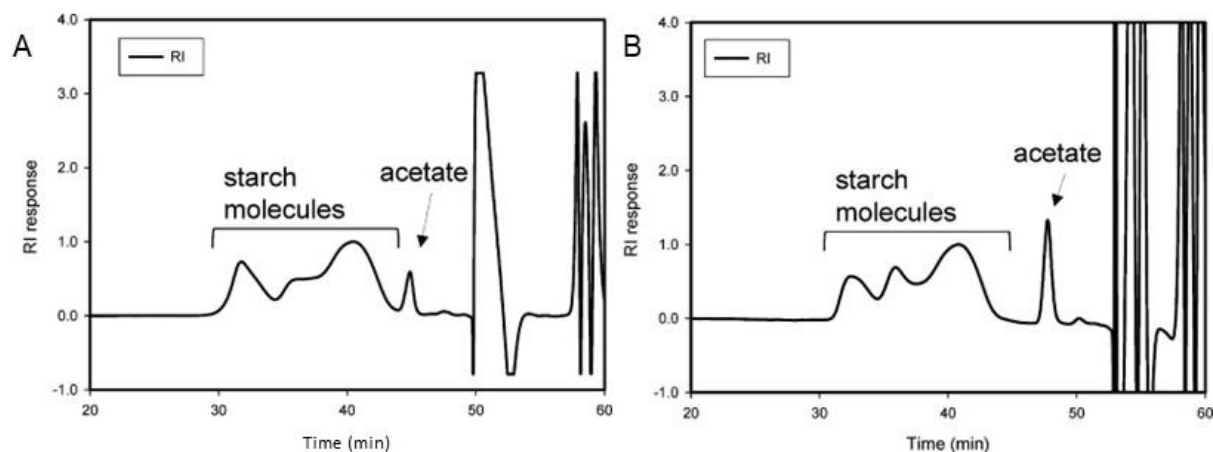 A
4.0
3.0
2.0
1.0
0.0
-1.0
RI response
RI
starch
molecules
acetate
20
30
40
50
60
Time (min)
B
4.0
3.0
2.0
1.0
0.0
-1.0
RI response
RI
starch
molecules
acetate
20
30
40
50
60
Time (min)